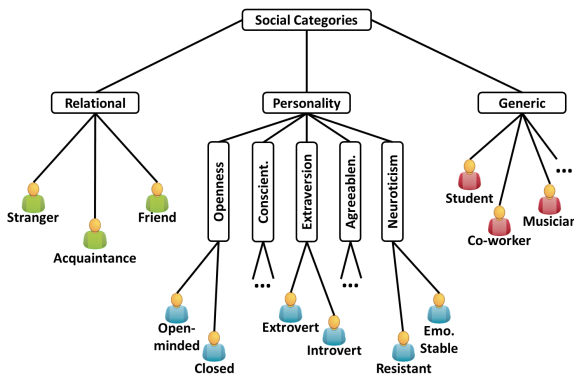 Social Categories
Relational
Personality
Generic
Openness
Conscient.
Extraversion
Agreeablen.
Neuroticism
...
Student
Musician
Co-worker
Stranger
Friend
Acquaintance
...
...
Open-
minded
Closed
Extrovert
Introvert
Emo.
Stable
Resistant